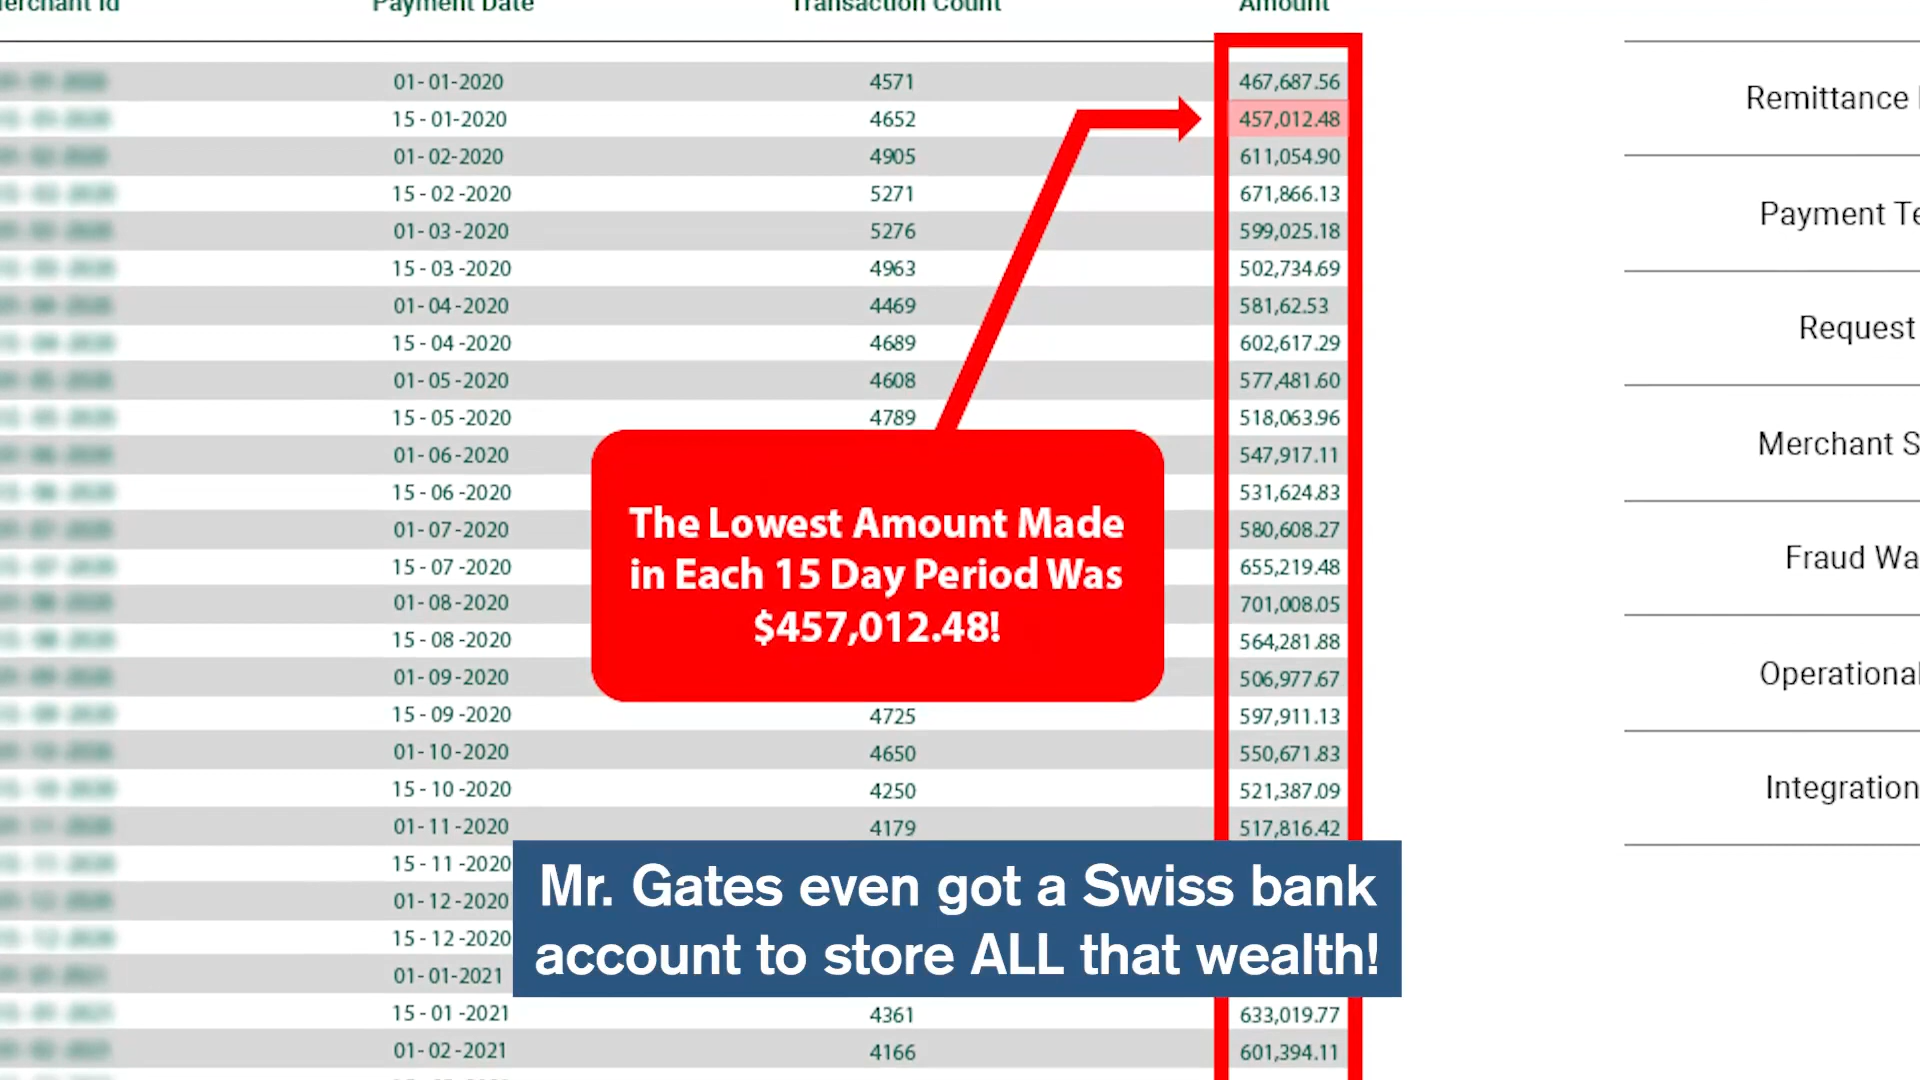 Merchant Id Payment Date Transaction Count Amount
01-01-2020 4571 467,687.56
15-01-2020 4652 457,012.48
01-02-2020 4905 611,054.90
15-02-2020 5271 671,866.13
01-03-2020 5276 599,025.18
15-03-2020 4963 502,734.69
01-04-2020 4469 581,62.53
15-04-2020 4689 602,617.29
01-05-2020 4608 577,481.60
15-05-2020 4789 518,063.96
01-06-2020 547,917.11
15-06-2020 531,624.83
01-07-2020 580,608.27
15-07-2020 655,219.48
01-08-2020 701,008.05
15-08-2020 564,281.88
01-09-2020 506,977.67
15-09-2020 4725 597,911.13
01-10-2020 4650 550,671.83
15-10-2020 4250 521,387.09
01-11-2020 4179 517,816.42
15-11-2020
01-12-2020
15-12-2020
01-01-2021
15-01-2021 4361 633,019.77
01-02-2021 4166 601,394.11
The Lowest Amount Made
in Each 15 Day Period Was
$457,012.48!
Mr. Gates even got a Swiss bank
account to store ALL that wealth!
Remittance
Payment Te
Request
Merchant S
Fraud Wa
Operational
Integration